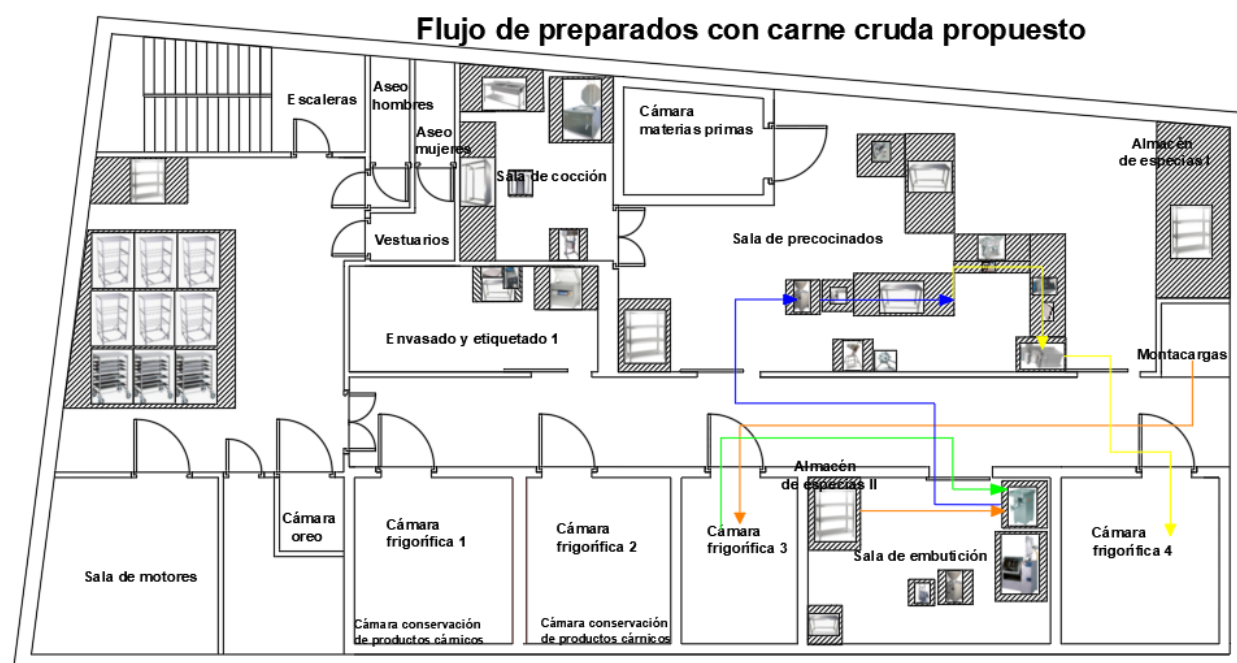 Flujo de preparados con carne cruda propuesto
Escaleras
Aseo
hombres
Aseo
mujeres
Sala de cocción
Cámara
materias primas
Almacén
de especias I
Vestuarios
Sala de precocinados
Envasado y etiquetado 1
Montacargas
Almacén
de especias II
Cámara
oreo
Cámara
frigorífica 1
Cámara
frigorífica 2
Cámara
frigorífica 3
Sala de embutición
Cámara
frigorífica 4
Sala de motores
Cámara conservación
de productos cárnicos
Cámara conservación
de productos cárnicos